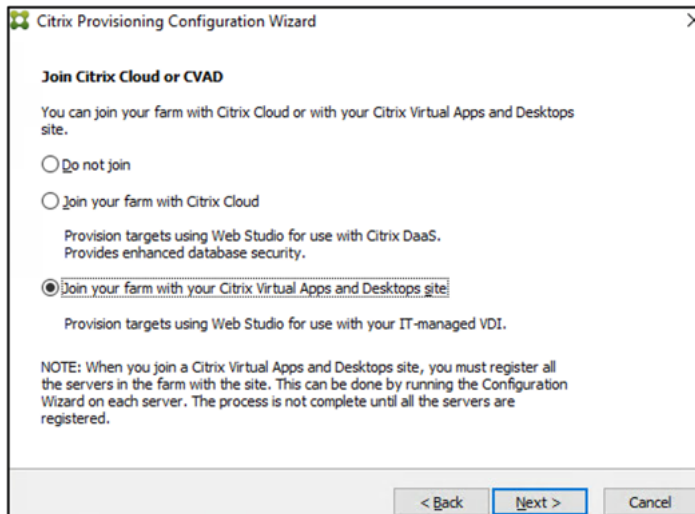 Citrix Provisioning Configuration Wizard
Join Citrix Cloud or CVAD
You can join your farm with Citrix Cloud or with your Citrix Virtual Apps and Desktops
site.
Do not join
Join your farm with Citrix Cloud
Provision targets using Web Studio for use with Citrix DaaS.
Provides enhanced database security.
Join your farm with your Citrix Virtual Apps and Desktops site
Provision targets using Web Studio for use with your IT-managed VDI.
NOTE: When you join a Citrix Virtual Apps and Desktops site, you must register all
the servers in the farm with the site. This can be done by running the Configuration
Wizard on each server. The process is not complete until all the servers are
registered.
< Back Next > Cancel